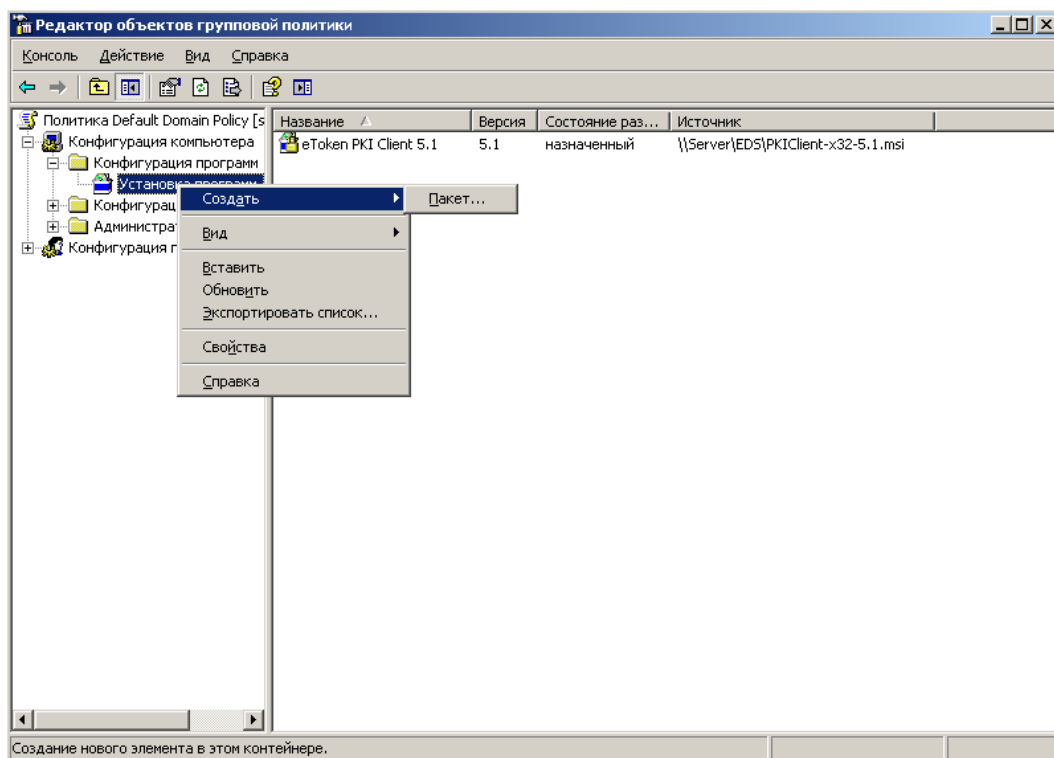 Редактор объектов групповой политики
Консоль Действие Вид Справка
Политика Default Domain Policy [s
Название Версия Состояние раз... Источник
Конфигурация компьютера
eToken PKI Client 5.1 5.1 назначенный \\Server\EDS\PKIClient-x32-5.1.msi
Конфигурация программ
Установка программ
Создать Пакет...
Конфигурац
Вид
Администрат
Конфигурация п
Вставить
Обновить
Экспортировать список...
Свойства
Справка
Создание нового элемента в этом контейнере.